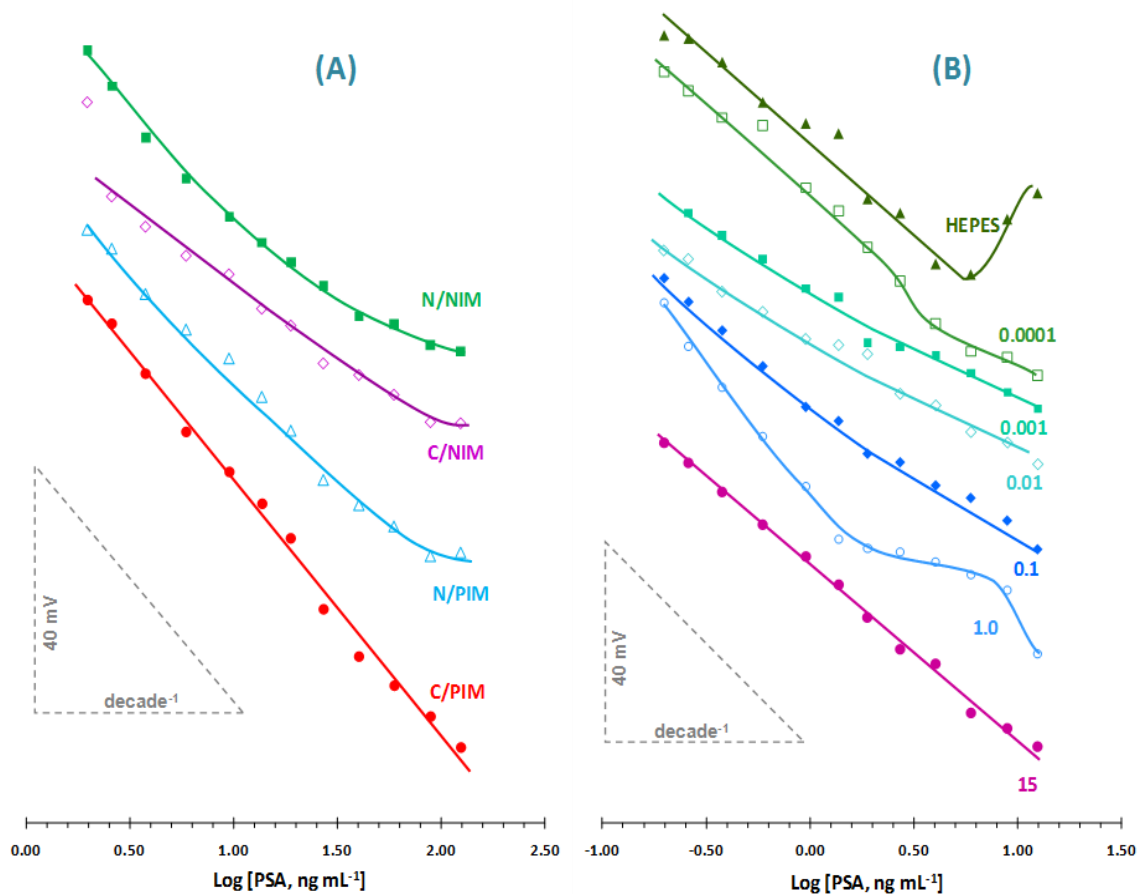 (A)
N/NIM
C/NIM
N/PIM
C/PIM
40 mV
decade⁻¹
0.00 0.50 1.00 1.50 2.00 2.50
Log [PSA, ng mL⁻¹]
(B)
HEPES
0.0001
0.001
0.01
0.1
1.0
15
40 mV
decade⁻¹
-1.00 -0.50 0.00 0.50 1.00 1.50
Log [PSA, ng mL⁻¹]